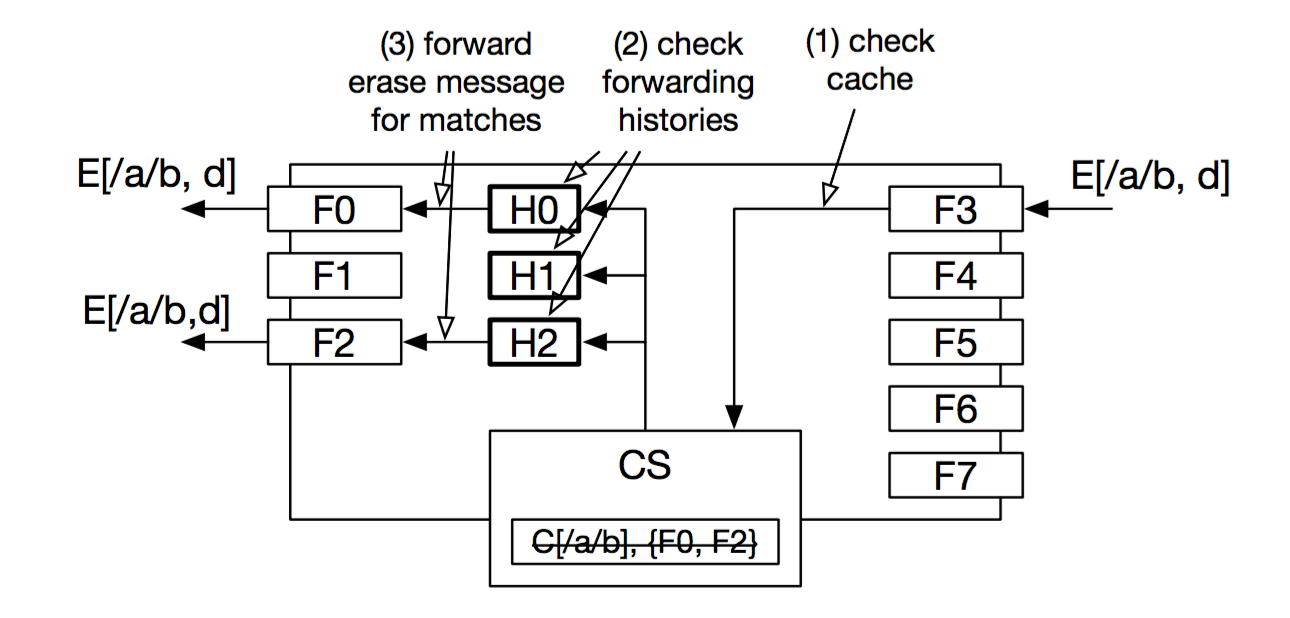 (3) forward
erase message
for matches
(2) check
forwarding
histories
(1) check
cache
E[/a/b, d]
E[/a/b, d]
F0
H0
F3
F1
H1
F4
E[/a/b,d]
F2
H2
F5
F6
F7
CS
C[/a/b], {F0, F2}